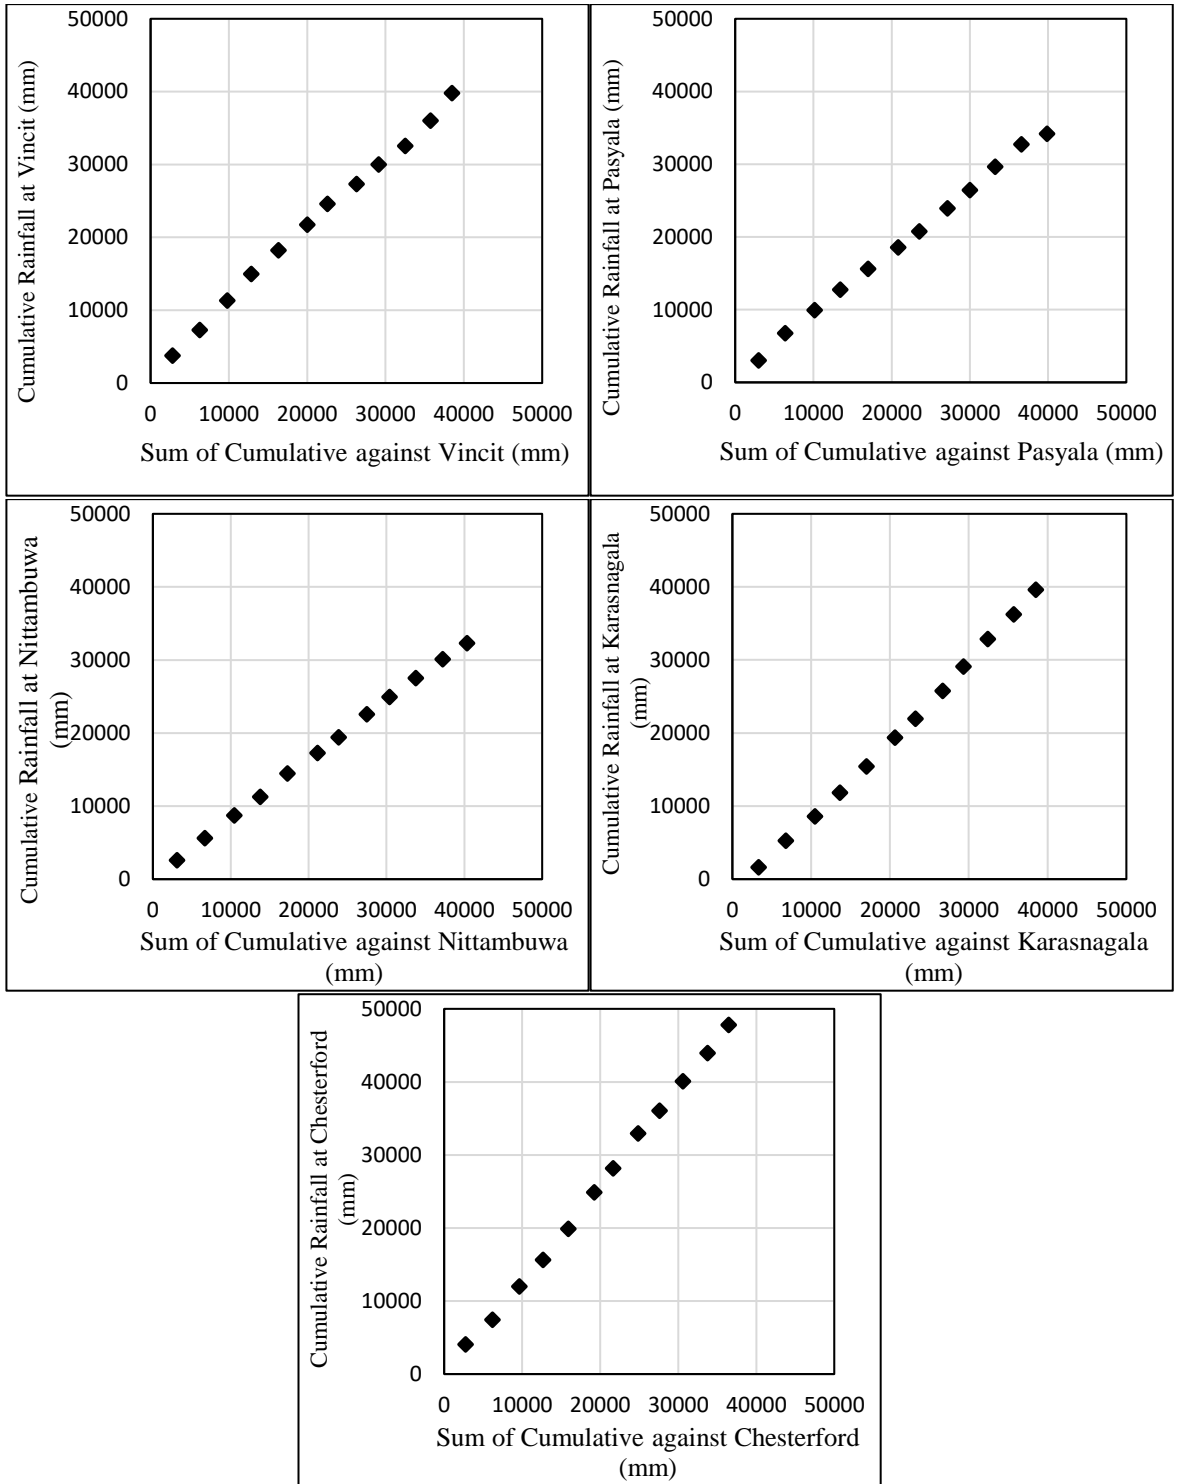 Cumulative Rainfall at Vincit (mm)
50000
40000
30000
20000
10000
0
0 10000 20000 30000 40000 50000
Sum of Cumulative against Vincit (mm)
Cumulative Rainfall at Pasyala (mm)
50000
40000
30000
20000
10000
0
0 10000 20000 30000 40000 50000
Sum of Cumulative against Pasyala (mm)
Cumulative Rainfall at Nittambuwa
(mm)
50000
40000
30000
20000
10000
0
0 10000 20000 30000 40000 50000
Sum of Cumulative against Nittambuwa
(mm)
Cumulative Rainfall at Karasnagala
(mm)
50000
40000
30000
20000
10000
0
0 10000 20000 30000 40000 50000
Sum of Cumulative against Karasnagala
(mm)
Cumulative Rainfall at Chesterford
(mm)
50000
40000
30000
20000
10000
0
0 10000 20000 30000 40000 50000
Sum of Cumulative against Chesterford
(mm)